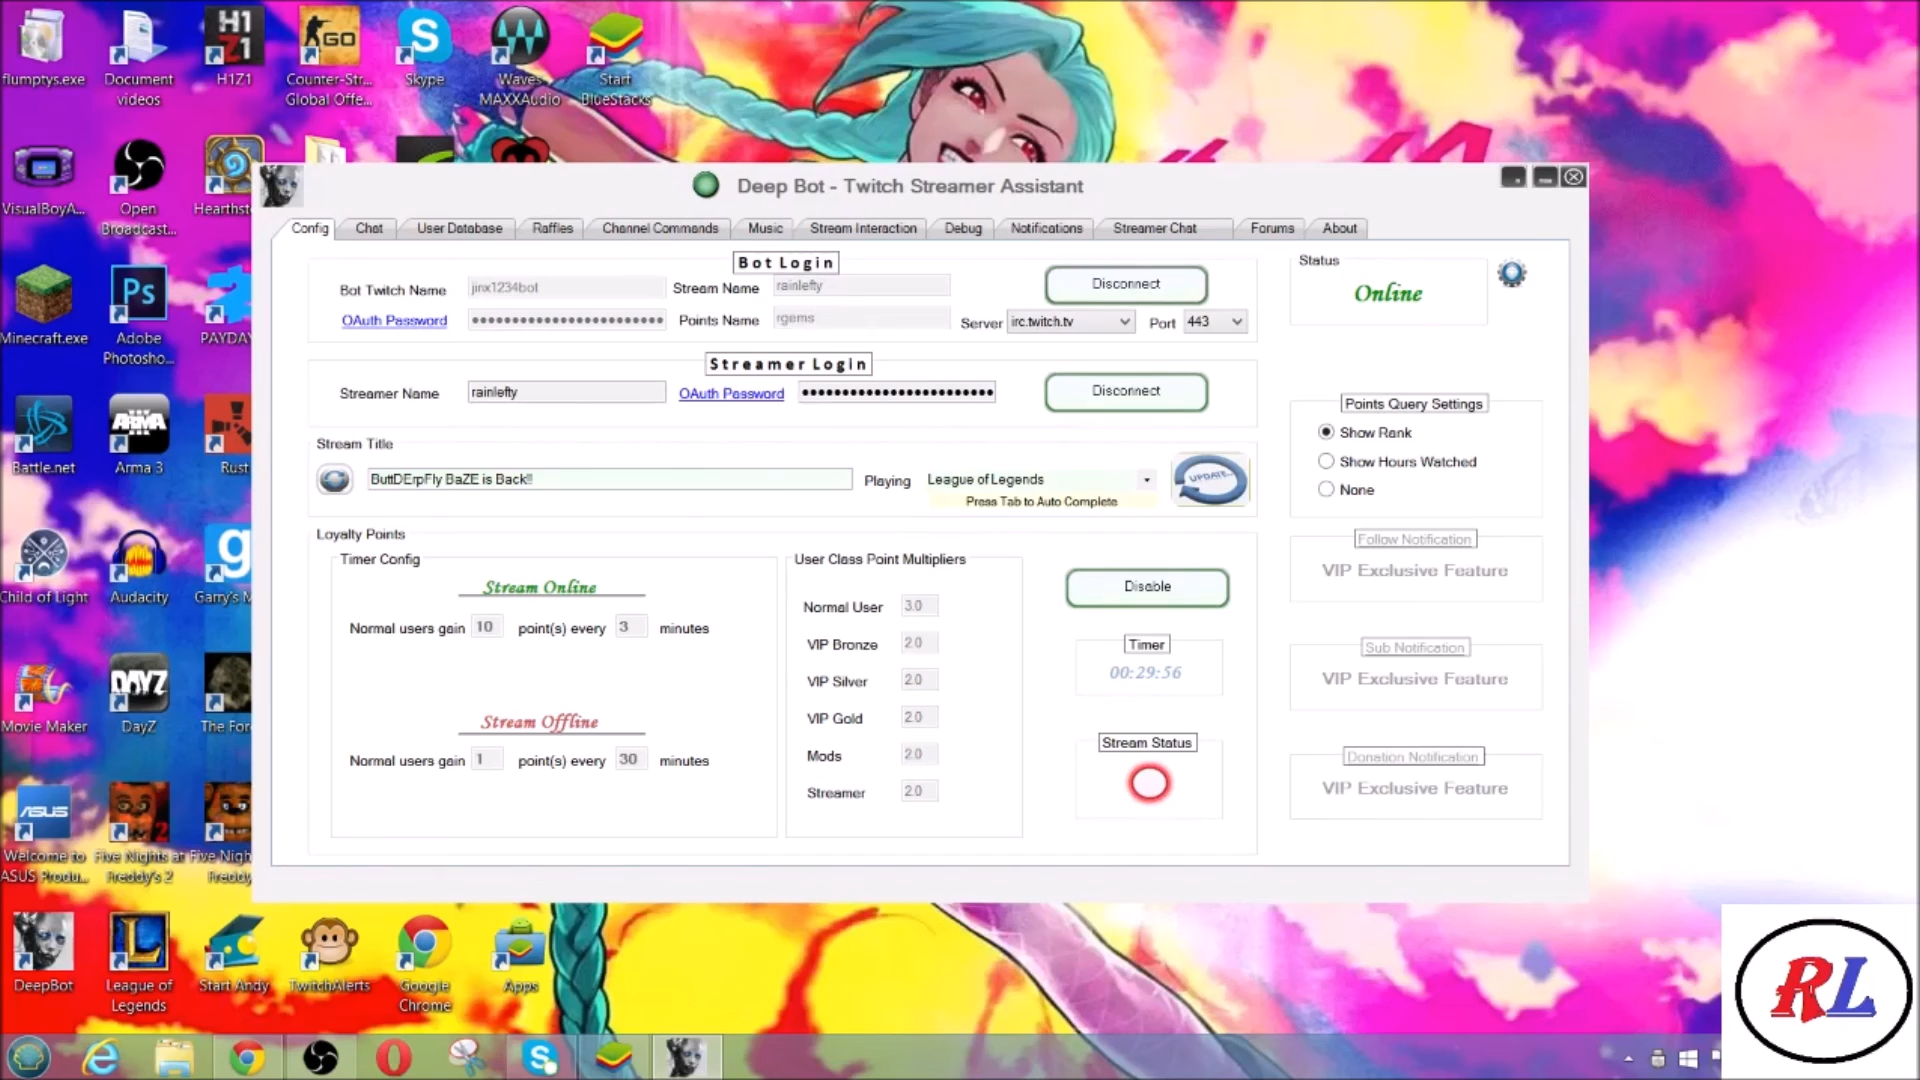 flumptys.exe
Document
videos
H1Z1
H1
Z1
Counter-Str...
Global Offe...
GO
Skype
Waves
MAXXAudio
Start
BlueStacks
VisualBoyA...
Open
Broadcast...
Hearthst
Minecraft.exe
Ps
Adobe
Photosho...
PAYDAY
Battle.net
ARMA
Arma 3
Rust
Child of Light
Audacity
Garry's M
Movie Maker
DAYZ
DayZ
The For
ASUS
Welcome to
ASUS Produ...
2
Five Nights at
Freddy's 2
Five Nigh
Freddy
DeepBot
League of
Legends
Start Andy
TwitchAlerts
Google
Chrome
Apps
Deep Bot - Twitch Streamer Assistant
Config
Chat
User Database
Raffles
Channel Commands
Music
Stream Interaction
Debug
Notifications
Streamer Chat
Forums
About
Bot Login
Bot Twitch Name
jinx1234bot
Stream Name
rainlefty
Disconnect
OAuth Password
Points Name
rgems
Server
irc.twitch.tv
Port
443
Streamer Login
Streamer Name
rainlefty
OAuth Password
Disconnect
Stream Title
ButtDErpFly BaZE is Back!!
Playing
League of Legends
Press Tab to Auto Complete
UPDATE...
Loyalty Points
Timer Config
Stream Online
Normal users gain 10 point(s) every 3 minutes
Stream Offline
Normal users gain 1 point(s) every 30 minutes
User Class Point Multipliers
Normal User 3.0
VIP Bronze 2.0
VIP Silver 2.0
VIP Gold 2.0
Mods 2.0
Streamer 2.0
Disable
Timer
00:29:56
Stream Status
Status
Online
Points Query Settings
Show Rank
Show Hours Watched
None
Follow Notification
VIP Exclusive Feature
Sub Notification
VIP Exclusive Feature
Donation Notification
VIP Exclusive Feature
RL